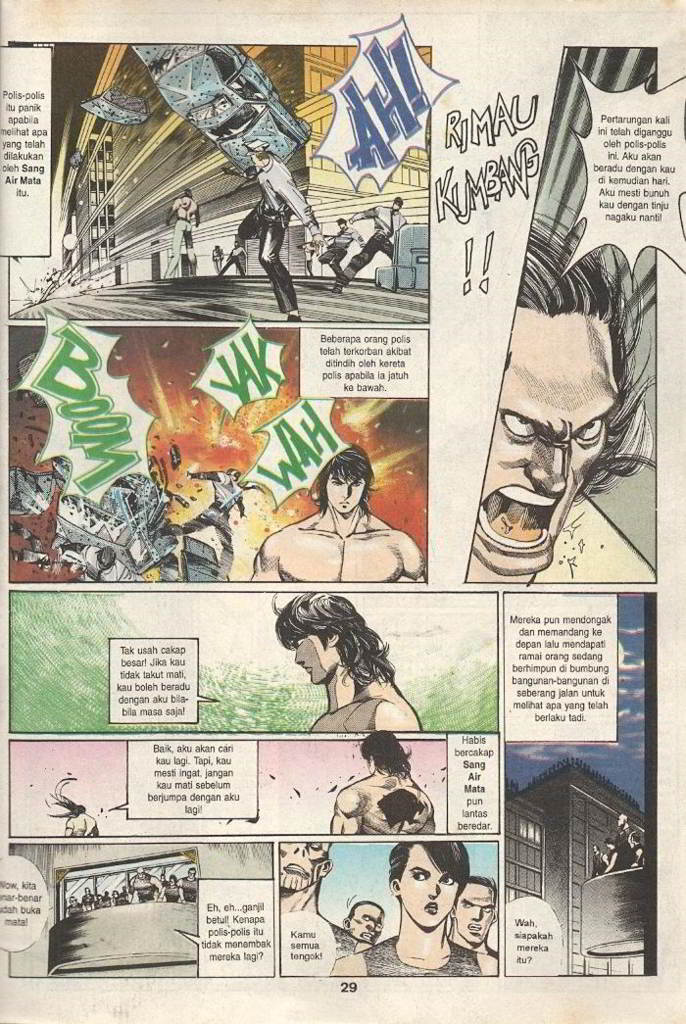 Polis-polis
itu panik
apabila
melihat apa
yang telah
dilakukan
oleh Sang
Air Mata
itu.
AH!
RIMAU
KUMBANG
!!
Pertarungan kali
ini telah diganggu
oleh polis-polis
ini. Aku akan
beradu dengan kau
di kemudian hari.
Aku mesti bunuh
kau dengan tinju
nagaku nanti!
BOOM
YAK
WAH
Beberapa orang polis
telah terkorban akibat
ditindih oleh kereta
polis apabila ia jatuh
ke bawah.
Tak usah cakap
besar! Jika kau
tidak takut mati,
kau boleh beradu
dengan aku bila-
bila masa saja!
Baik, aku akan cari
kau lagi. Tapi, kau
mesti ingat, jangan
kau mati sebelum
berjumpa dengan aku
lagi!
Habis
bercakap
Sang
Air
Mata
pun
lantas
beredar.
Mereka pun mendongak
dan memandang ke
depan lalu mendapati
ramai orang sedang
berhimpun di bumbung
bangunan-bangunan di
seberang jalan untuk
melihat apa yang telah
berlaku tadi.
Now, kita
nar-benar
udah buka
mata!
Eh, eh...ganjil
betul! Kenapa
polis-polis itu
tidak menembak
mereka lagi?
Kamu
semua
tengok!
Wah,
siapakah
mereka
itu?
29